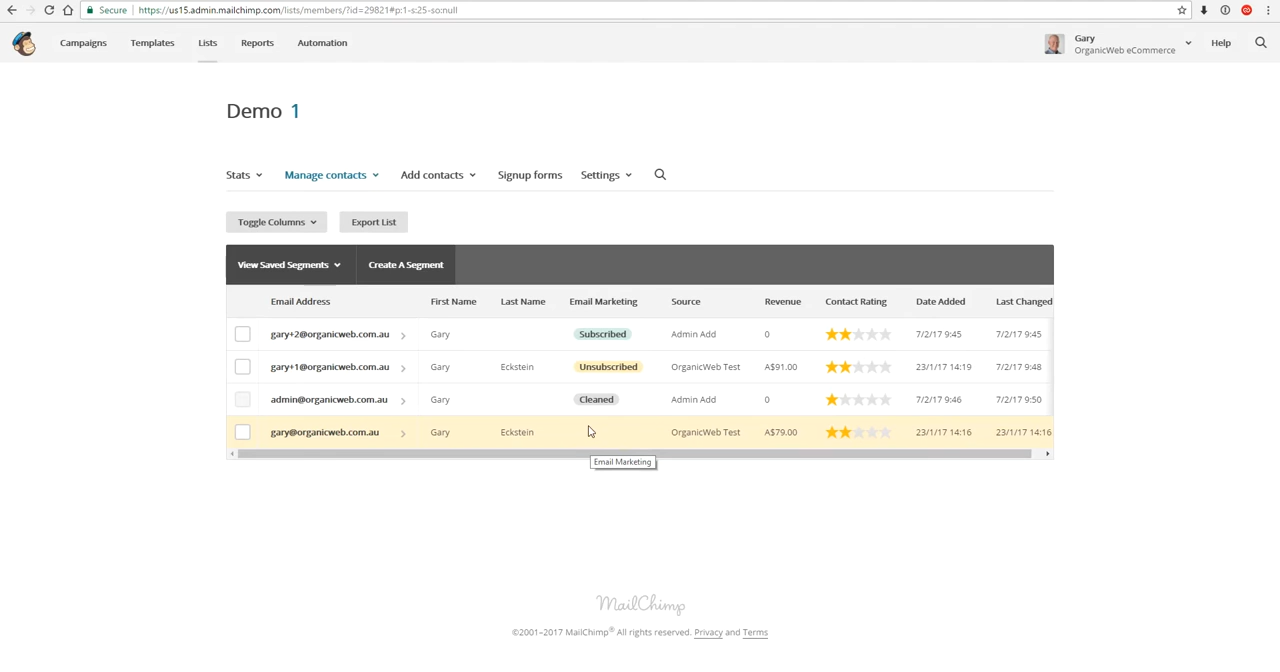 Secure https://us15.admin.mailchimp.com/lists/members/?id=29821#p:1-s:25-so:null
Campaigns Templates Lists Reports Automation Gary OrganicWeb eCommerce Help
Demo 1
Stats Manage contacts Add contacts Signup forms Settings
Toggle Columns Export List
View Saved Segments Create A Segment
Email Address First Name Last Name Email Marketing Source Revenue Contact Rating Date Added Last Changed
gary+2@organicweb.com.au Gary Subscribed Admin Add 0 7/2/17 9:45 7/2/17 9:45
gary+1@organicweb.com.au Gary Eckstein Unsubscribed OrganicWeb Test A$91.00 23/1/17 14:19 7/2/17 9:48
admin@organicweb.com.au Gary Cleaned Admin Add 0 7/2/17 9:46 7/2/17 9:50
gary@organicweb.com.au Gary Eckstein OrganicWeb Test A$79.00 23/1/17 14:16 23/1/17 14:16
Email Marketing
MailChimp
©2001–2017 MailChimp® All rights reserved. Privacy and Terms